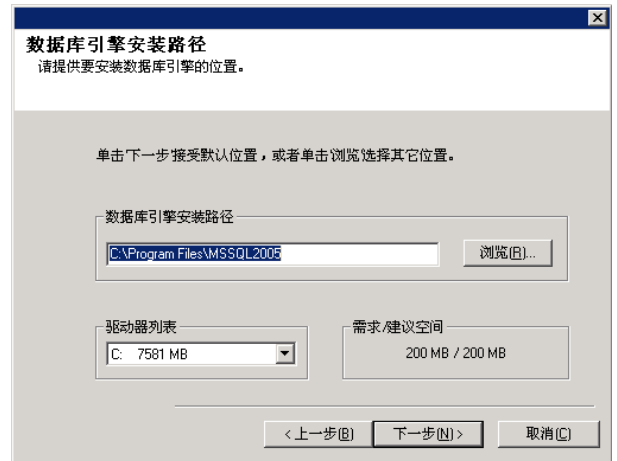 数据库引擎安装路径
请提供要安装数据库引擎的位置。
单击'下一步'接受默认位置，或者单击'浏览'选择其它位置。
数据库引擎安装路径
C:\Program Files\MSSQL2005
浏览(R)...
驱动器列表
需求/建议空间
C: 7581 MB
200 MB / 200 MB
<上一步(B)
下一步(N)>
取消(C)